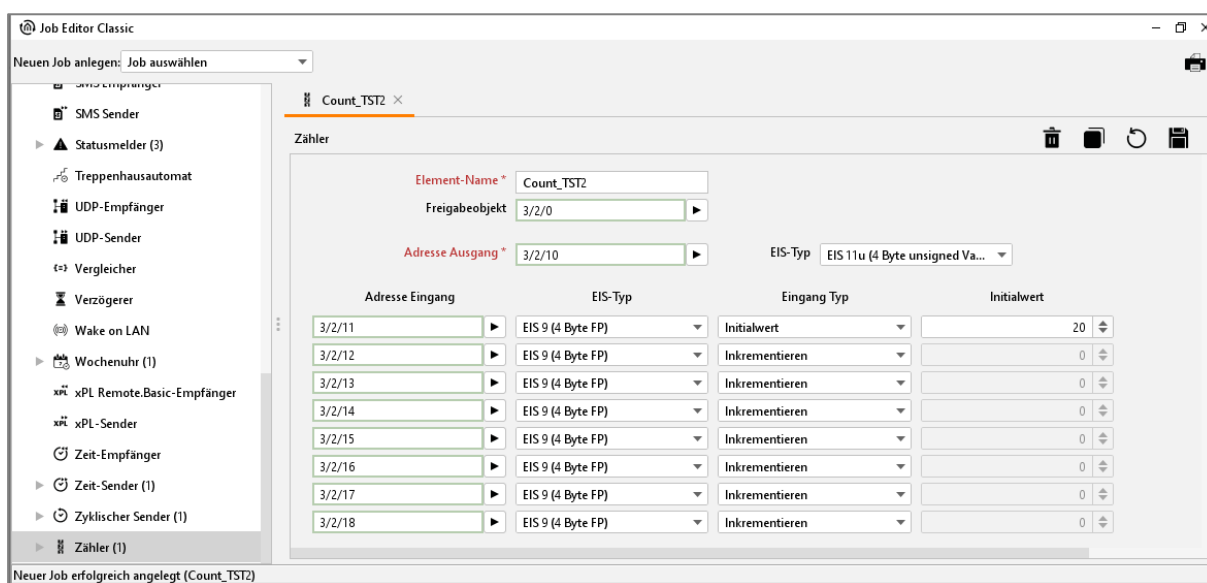 Job Editor Classic
Neuen Job anlegen: Job auswählen
SMS Empfänger
SMS Sender
Statusmelder (3)
Treppenhausautomat
UDP-Empfänger
UDP-Sender
Vergleicher
Verzögerer
Wake on LAN
Wochenuhr (1)
xPL Remote.Basic-Empfänger
xPL-Sender
Zeit-Empfänger
Zeit-Sender (1)
Zyklischer Sender (1)
Zähler (1)
Count_TST2
Zähler
Element-Name * Count_TST2
Freigabeobjekt 3/2/0
Adresse Ausgang * 3/2/10 EIS-Typ EIS 11u (4 Byte unsigned Va...
Adresse Eingang EIS-Typ Eingang Typ Initialwert
3/2/11 EIS 9 (4 Byte FP) Initialwert 20
3/2/12 EIS 9 (4 Byte FP) Inkrementieren 0
3/2/13 EIS 9 (4 Byte FP) Inkrementieren 0
3/2/14 EIS 9 (4 Byte FP) Inkrementieren 0
3/2/15 EIS 9 (4 Byte FP) Inkrementieren 0
3/2/16 EIS 9 (4 Byte FP) Inkrementieren 0
3/2/17 EIS 9 (4 Byte FP) Inkrementieren 0
3/2/18 EIS 9 (4 Byte FP) Inkrementieren 0
Neuer Job erfolgreich angelegt (Count_TST2)